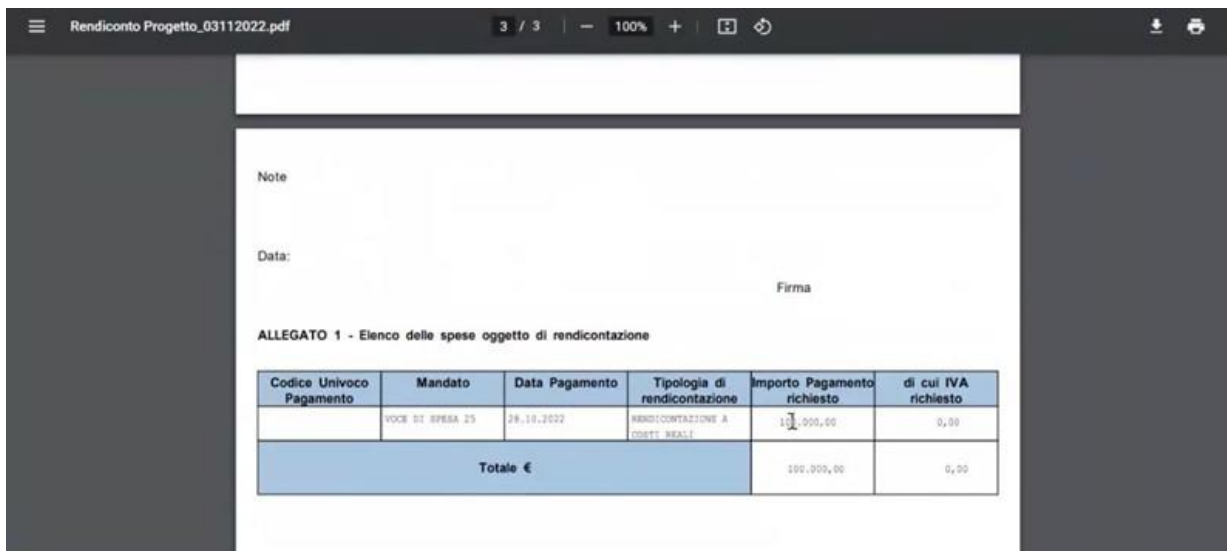 Rendiconto Progetto_03112022.pdf
3 / 3
100%
Note
Data:
Firma
ALLEGATO 1 - Elenco delle spese oggetto di rendicontazione
Codice Univoco Pagamento
Mandato
Data Pagamento
Tipologia di rendicontazione
Importo Pagamento richiesto
di cui IVA richiesto
VOCE DI SPESA 25
28.10.2022
RENDICONTAZIONE A
COSTI REALI
100.000,00
0,00
Totale €
100.000,00
0,00